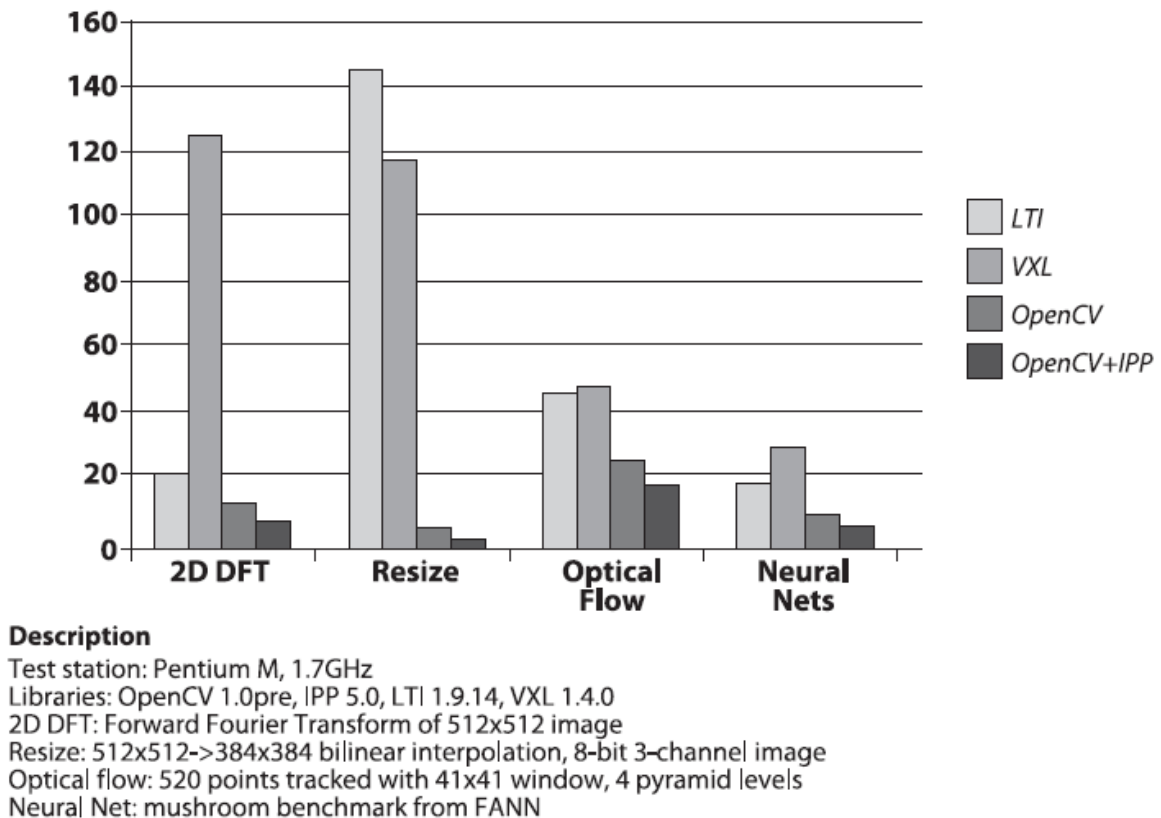 160
140
120
100
80
60
40
20
0
2D DFT
Resize
Optical
Flow
Neural
Nets
LTI
VXL
OpenCV
OpenCV+IPP
Description
Test station: Pentium M, 1.7GHz
Libraries: OpenCV 1.0pre, IPP 5.0, LTI 1.9.14, VXL 1.4.0
2D DFT: Forward Fourier Transform of 512x512 image
Resize: 512x512->384x384 bilinear interpolation, 8-bit 3-channel image
Optical flow: 520 points tracked with 41x41 window, 4 pyramid levels
Neural Net: mushroom benchmark from FANN